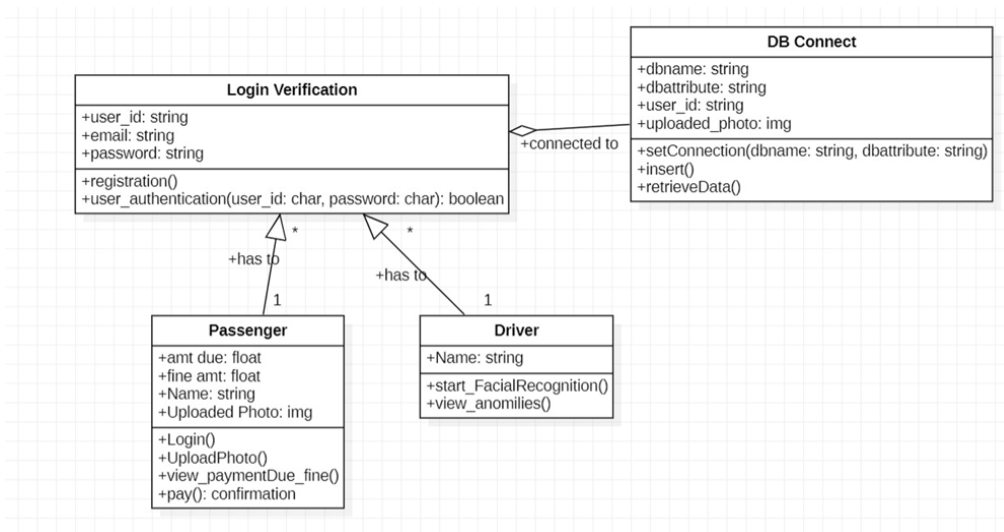 DB Connect
+dbname: string
+dbattribute: string
+user_id: string
+uploaded_photo: img
+setConnection(dbname: string, dbattribute: string)
+insert()
+retrieveData()
Login Verification
+user_id: string
+email: string
+password: string
+registration()
+user_authentication(user_id: char, password: char): boolean
+connected to
*
*
+has to
+has to
1
1
Passenger
+amt due: float
+fine amt: float
+Name: string
+Uploaded Photo: img
+Login()
+UploadPhoto()
+view_paymentDue_fine()
+pay(): confirmation
Driver
+Name: string
+start_FacialRecognition()
+view_anomilies()